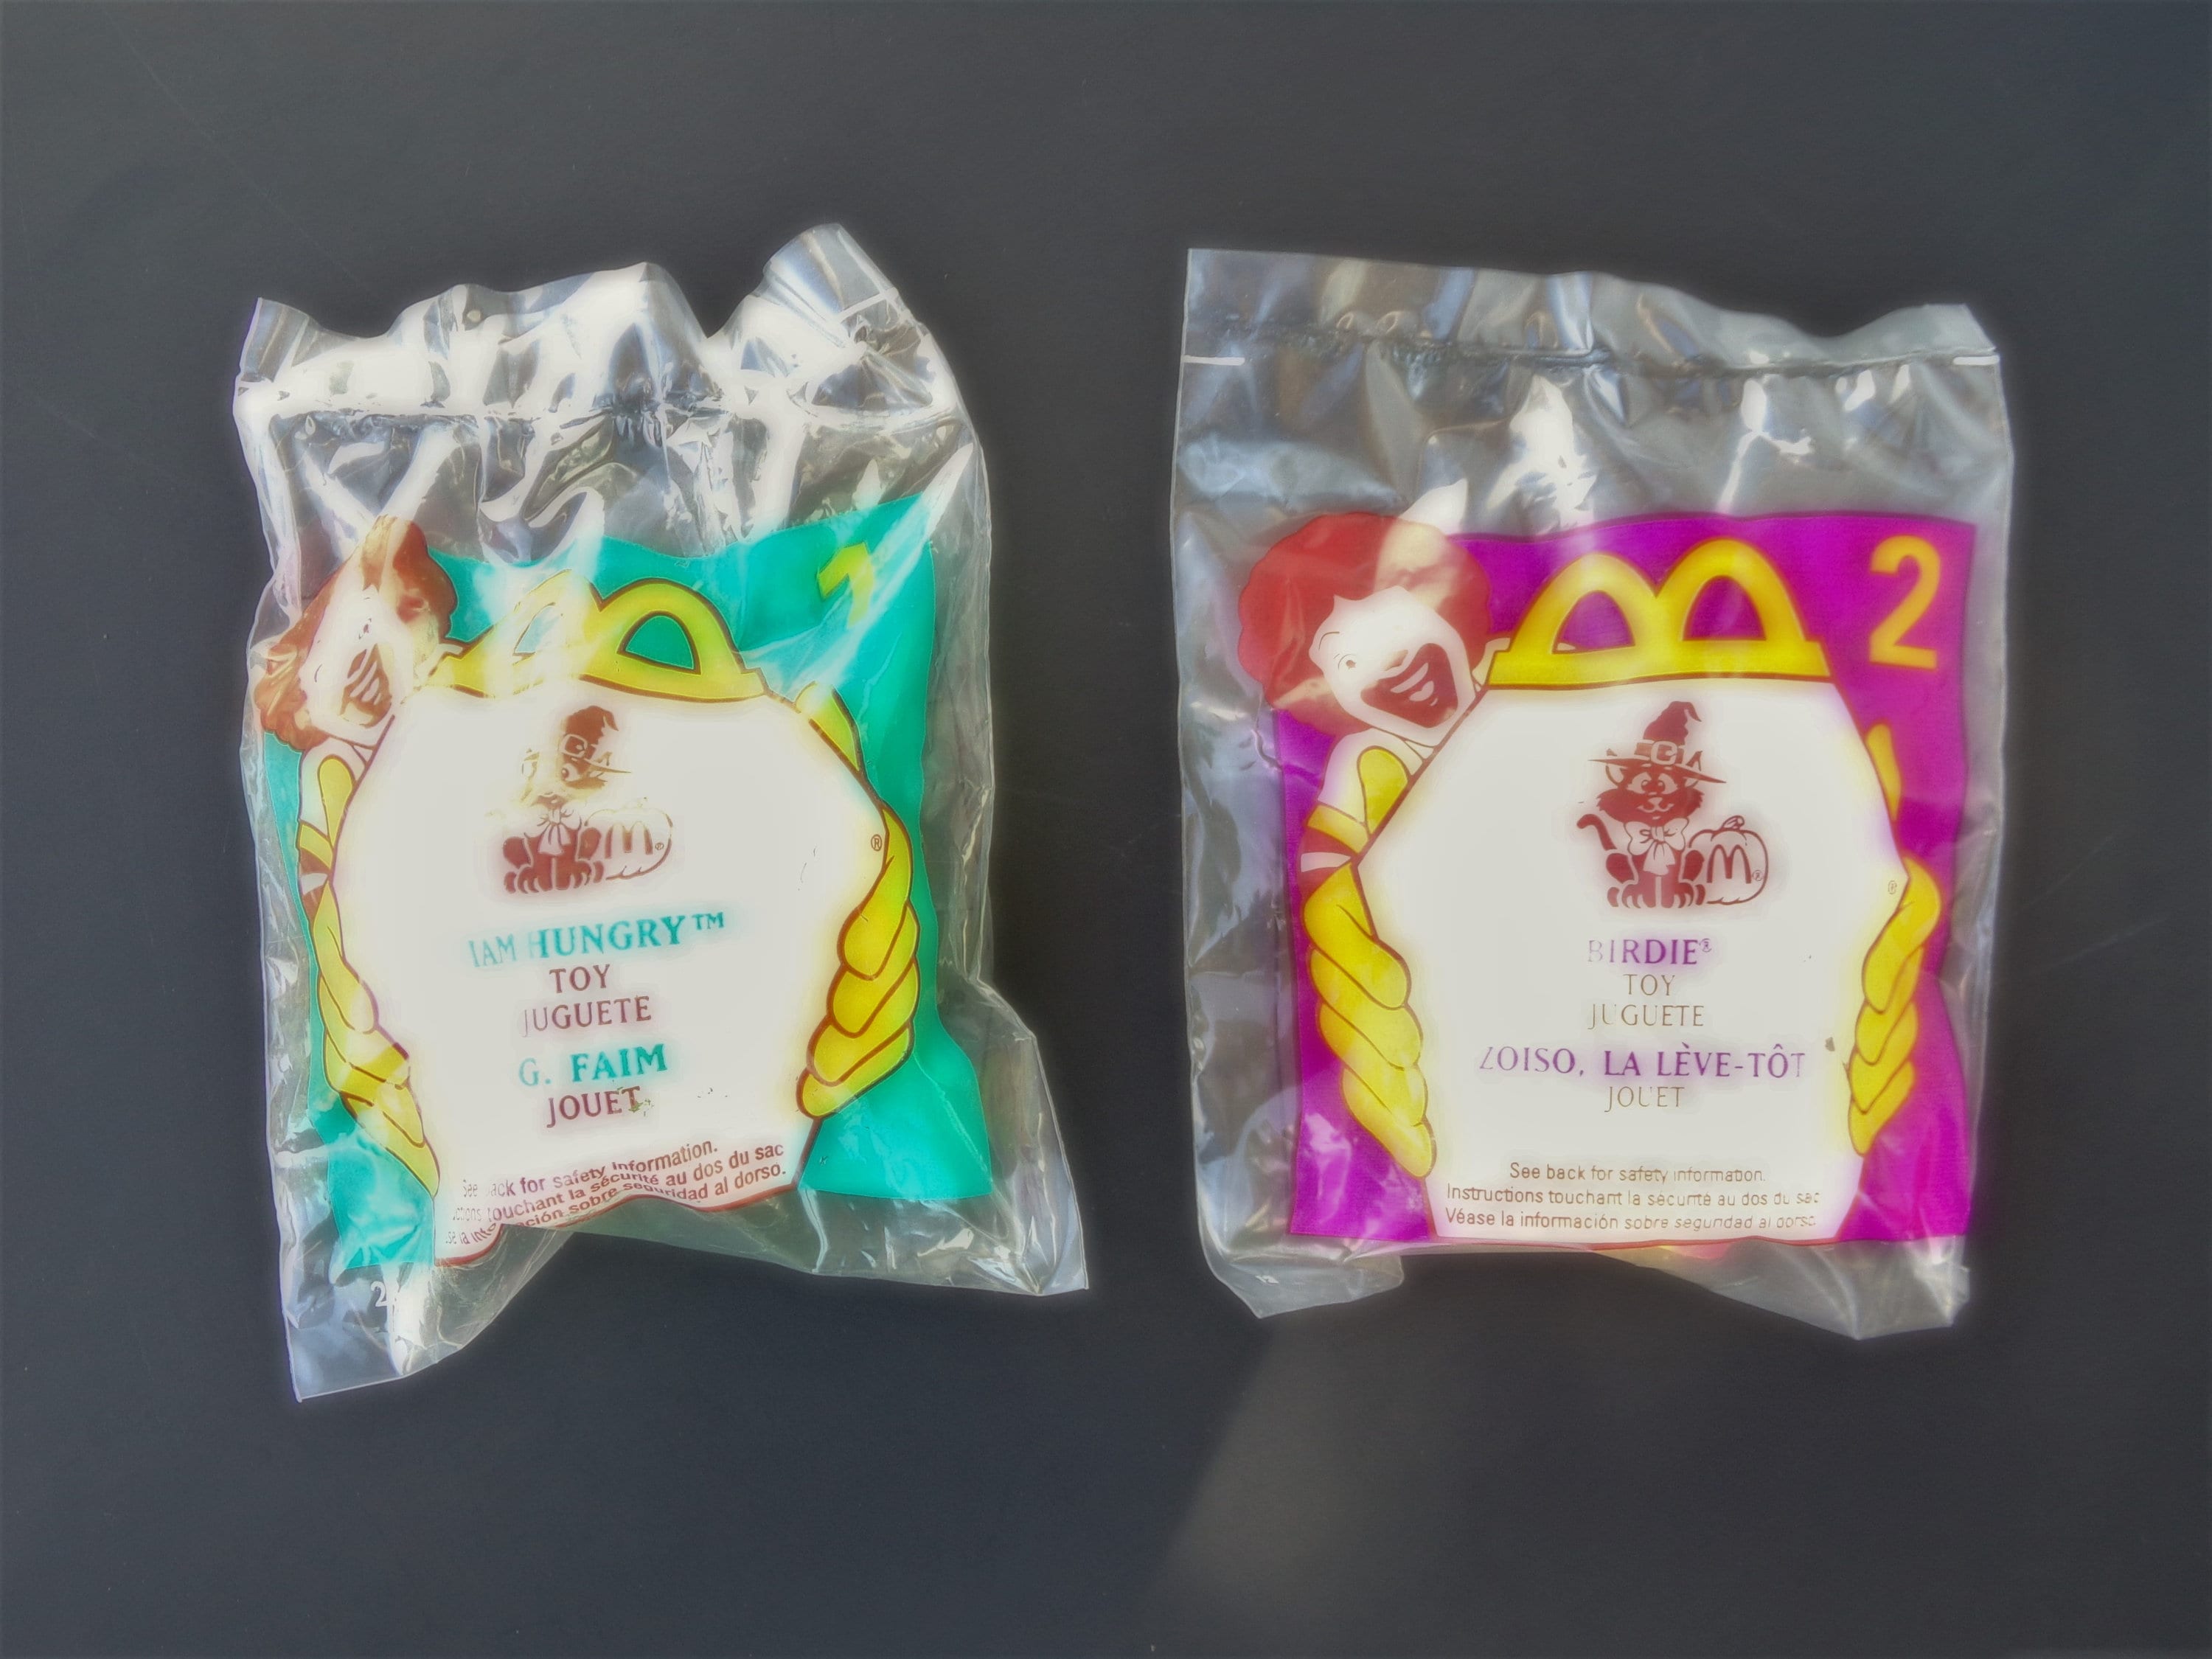 1
IAM HUNGRY™
TOY
JUGUETE
G. FAIM
JOUET
See back for safety information.
touchant la sécurité au dos du sac
sobre seguridad al dorso.
2
2
BIRDIE®
TOY
JUGUETE
ZOISO, LA LÈVE-TÔT
JOUET
See back for safety information.
Instructions touchant la sécurité au dos du sac
Véase la información sobre seguridad al dorso.